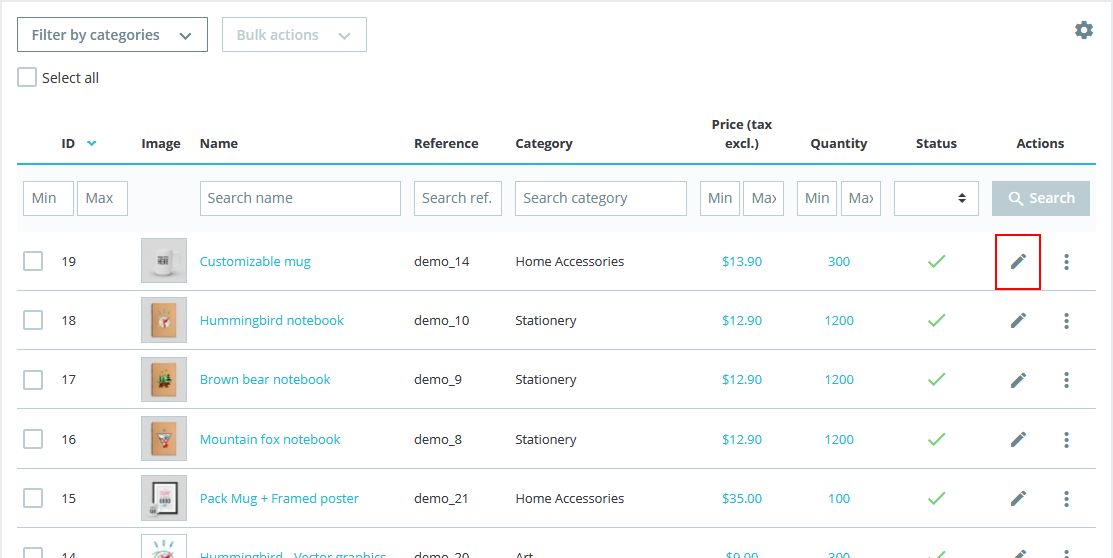 Filter by categories
Bulk actions
Select all
ID Image Name Reference Category Price (tax excl.) Quantity Status Actions
Min Max Search name Search ref. Search category Min Max Min Max Search
19 Customizable mug demo_14 Home Accessories $13.90 300
18 Hummingbird notebook demo_10 Stationery $12.90 1200
17 Brown bear notebook demo_9 Stationery $12.90 1200
16 Mountain fox notebook demo_8 Stationery $12.90 1200
15 Pack Mug + Framed poster demo_21 Home Accessories $35.00 100
14 Hummingbird - Vector graphics demo_20 Art $9.00 300